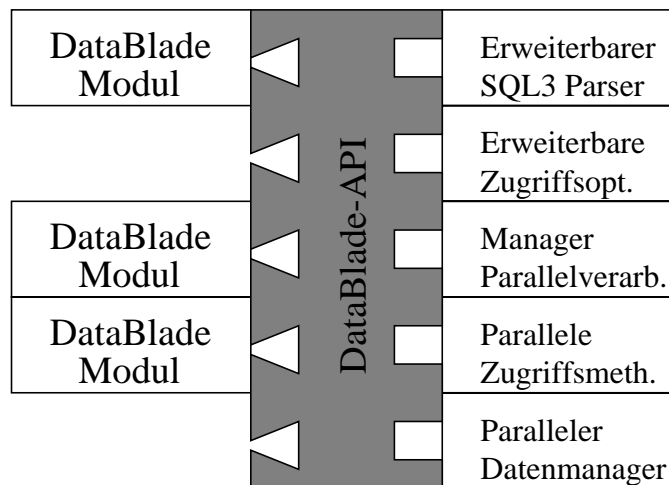 DataBlade
Modul
DataBlade
Modul
DataBlade
Modul
DataBlade-API
Erweiterbarer
SQL3 Parser
Erweiterbare
Zugriffsopt.
Manager
Parallelverarb.
Parallele
Zugriffsmeth.
Paralleler
Datenmanager